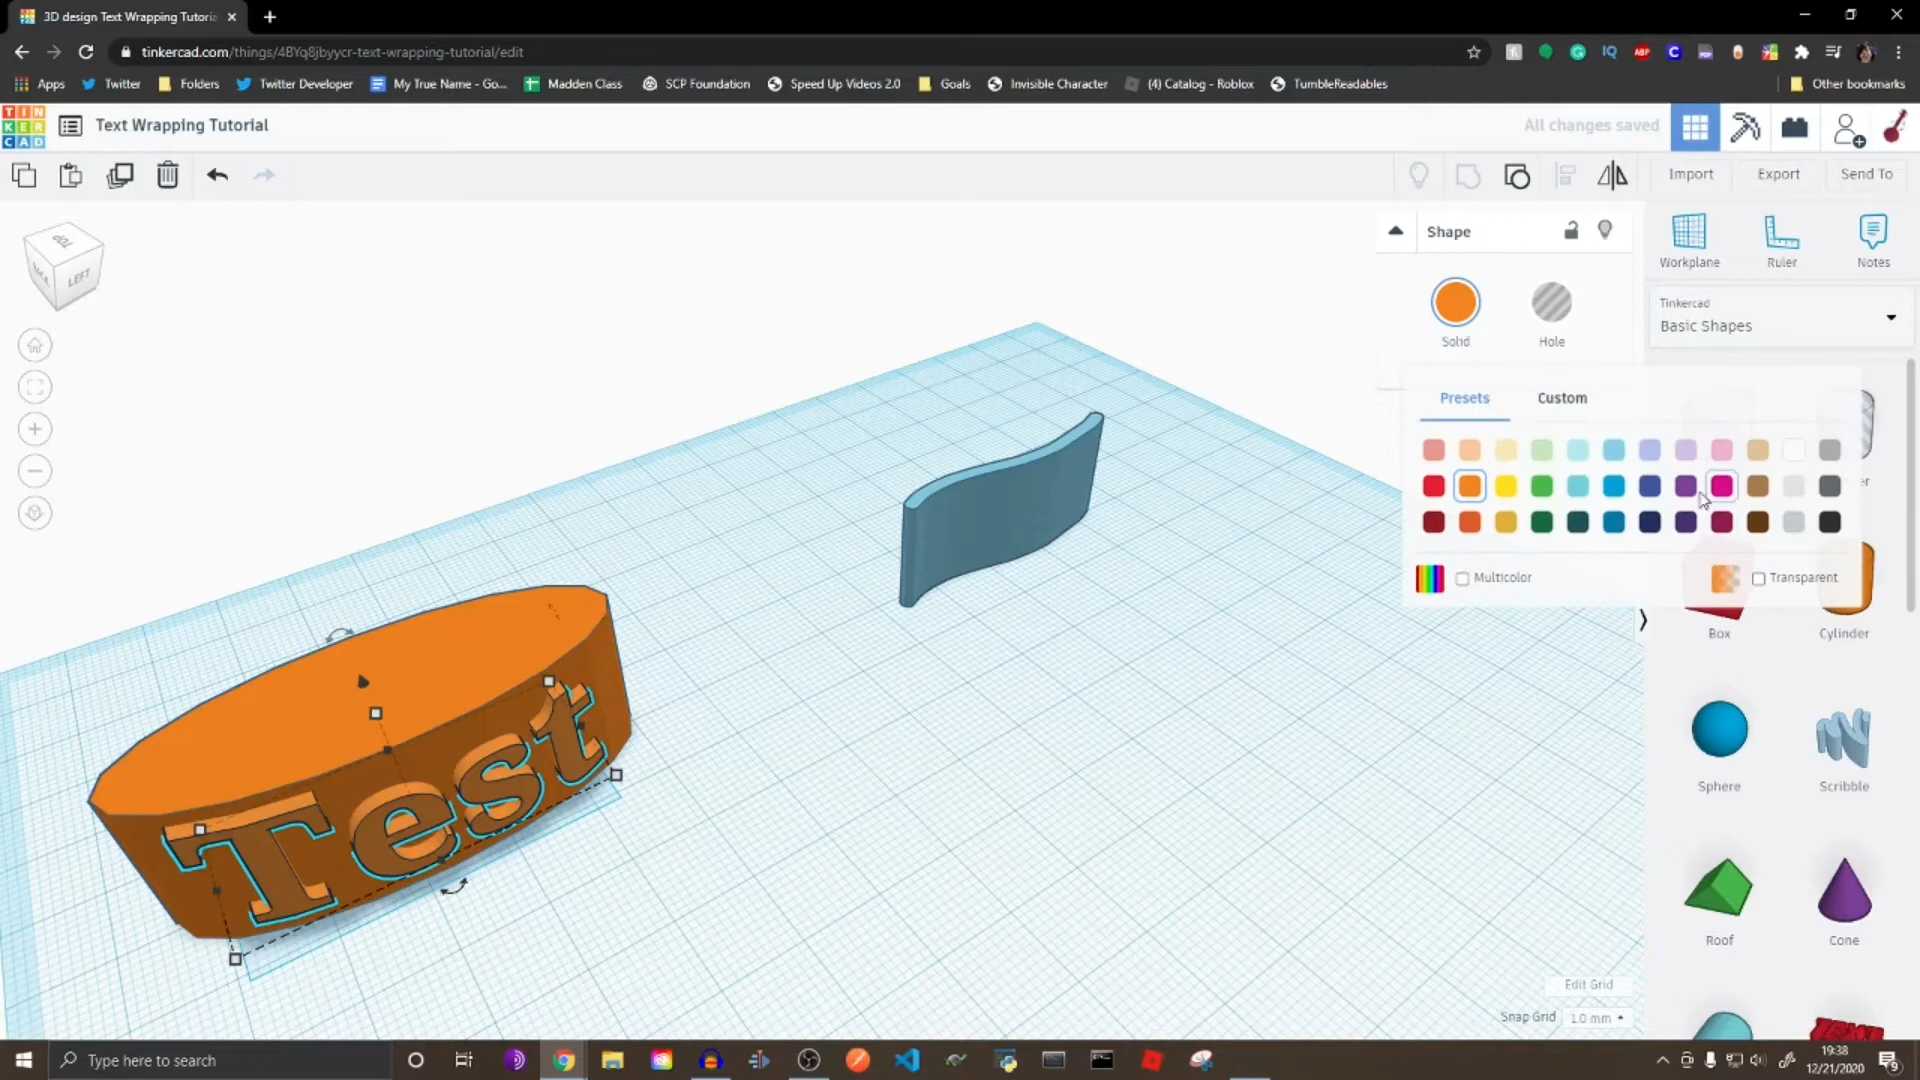 3D design Text Wrapping Tutoria
tinkercad.com/things/4BYq8jbyycr-text-wrapping-tutorial/edit
Apps
Twitter
Folders
Twitter Developer
My True Name - Go...
Madden Class
SCP Foundation
Speed Up Videos 2.0
Goals
Invisible Character
(4) Catalog - Roblox
TumbleReadables
Other bookmarks
TIN
KER
CAD
Text Wrapping Tutorial
All changes saved
Import
Export
Send To
Shape
Workplane
Ruler
Notes
TOP
BACK
LEFT
Solid
Hole
Tinkercad
Basic Shapes
Presets
Custom
Multicolor
Transparent
Box
Cylinder
Test
Sphere
Scribble
Roof
Cone
Edit Grid
Snap Grid
1.0 mm
TEXT
Type here to search
19:38
12/21/2020